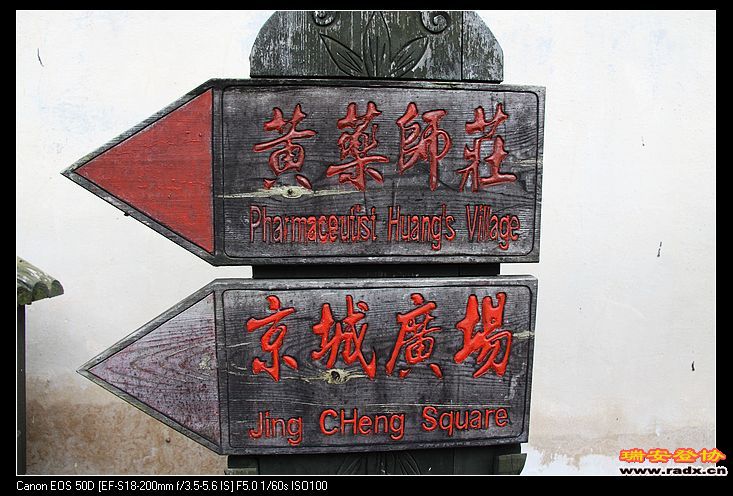 黃藥師莊
Pharmaceutist Huang's Village
京城廣場
Jing CHeng Square
瑞安登协
www.radx.cn
Canon EOS 50D [EF-S18-200mm f/3.5-5.6 IS] F5.0 1/60s ISO100